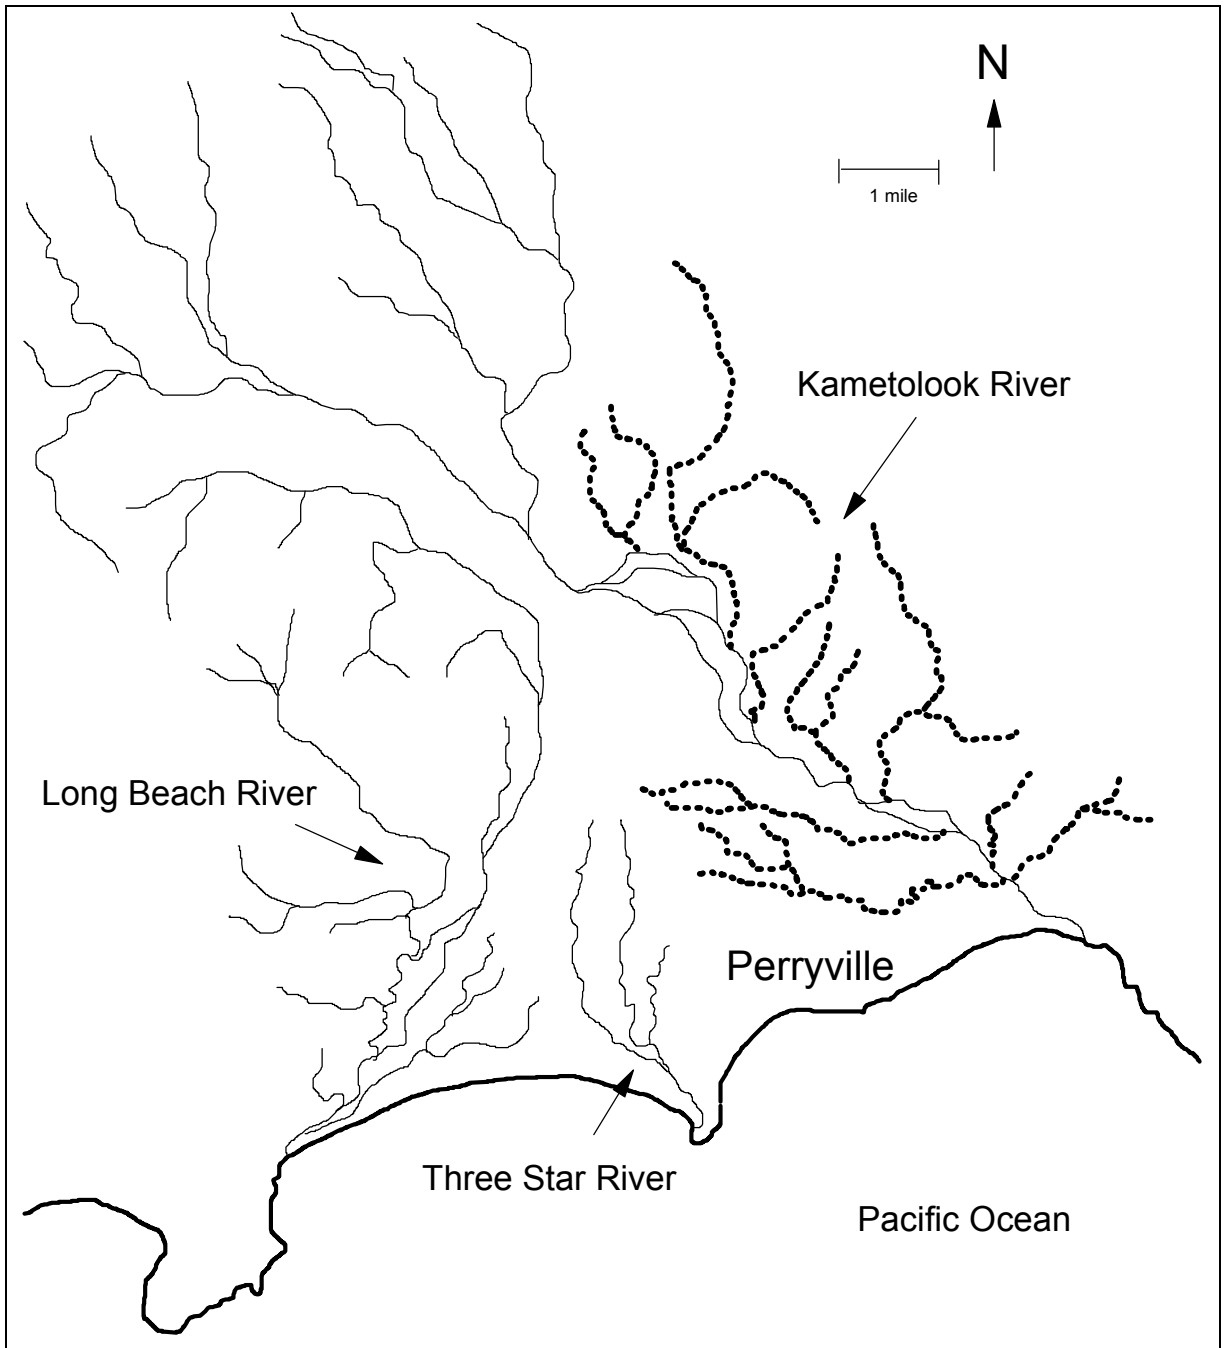 N
1 mile
Kametolook River
Long Beach River
Perryville
Three Star River
Pacific Ocean